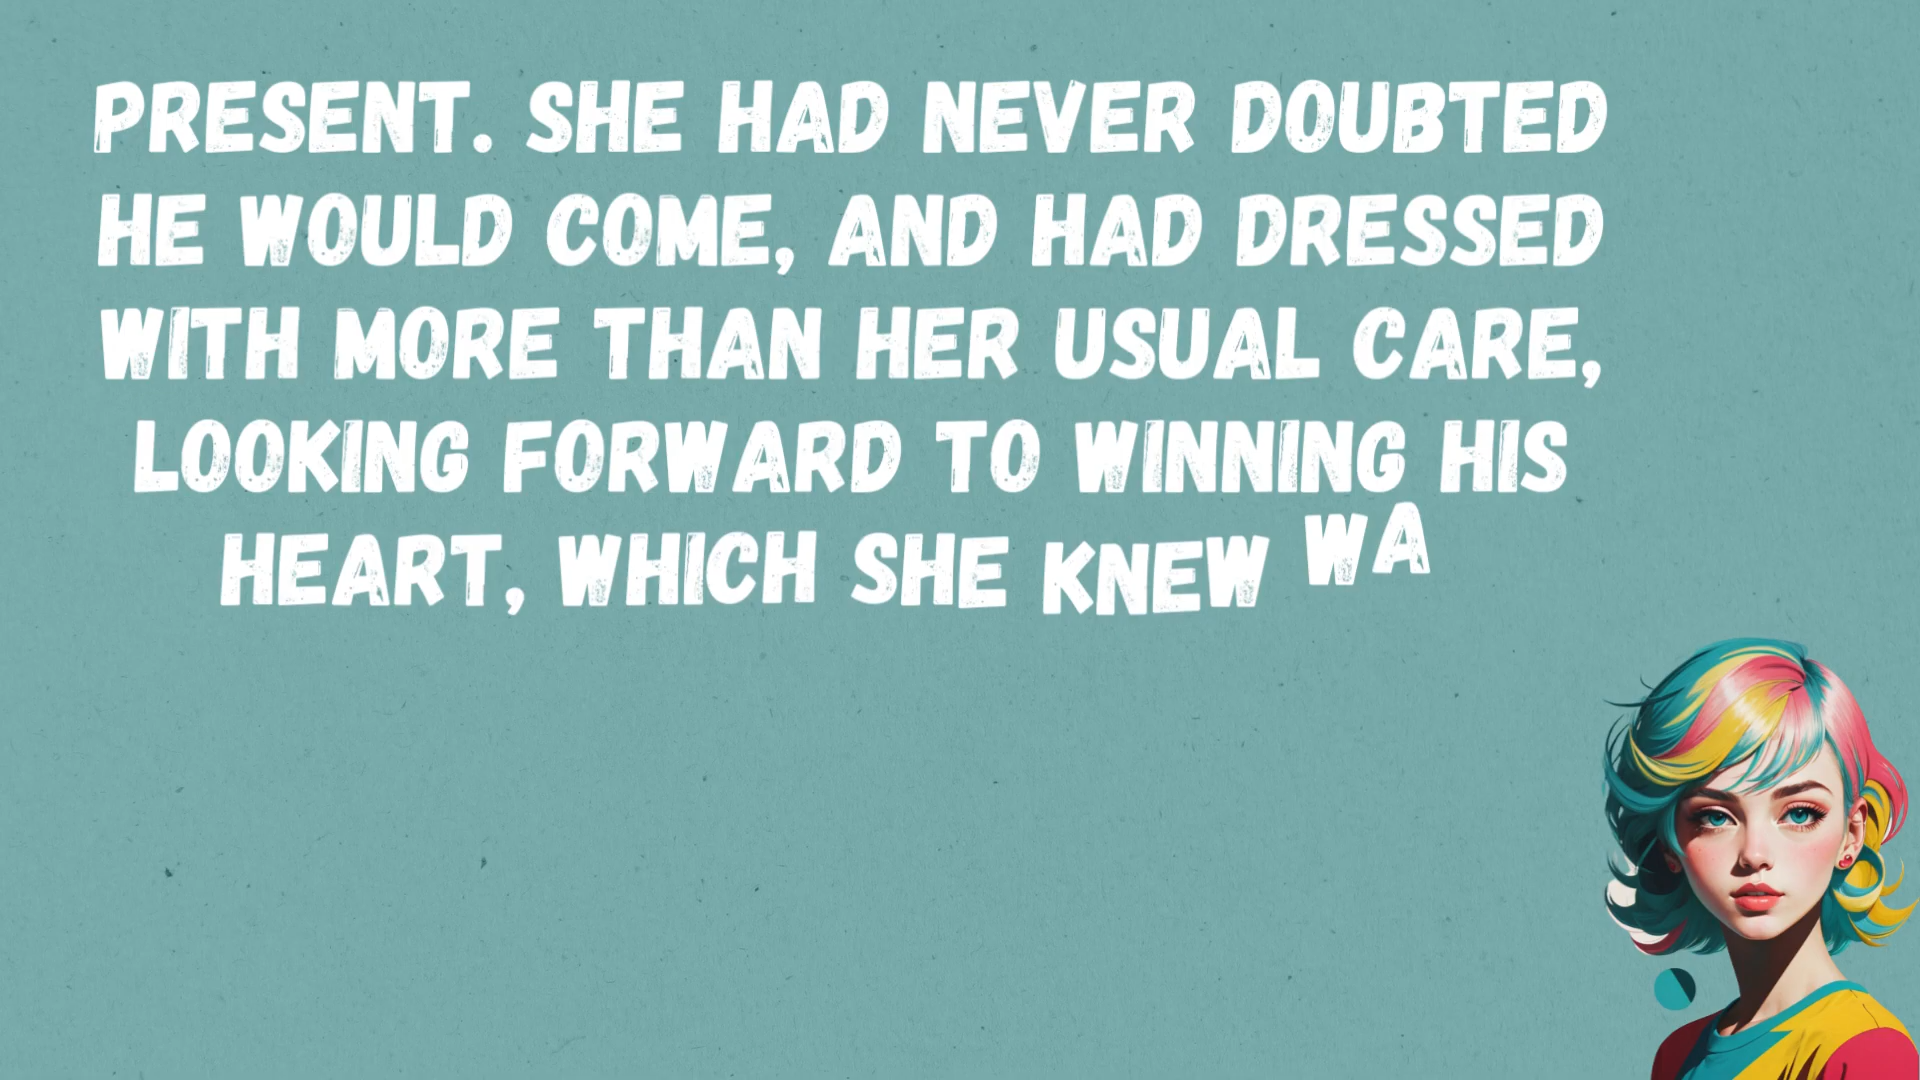 PRESENT. SHE HAD NEVER DOUBTED
HE WOULD COME, AND HAD DRESSED
WITH MORE THAN HER USUAL CARE,
LOOKING FORWARD TO WINNING HIS
HEART, WHICH SHE KNEW WA